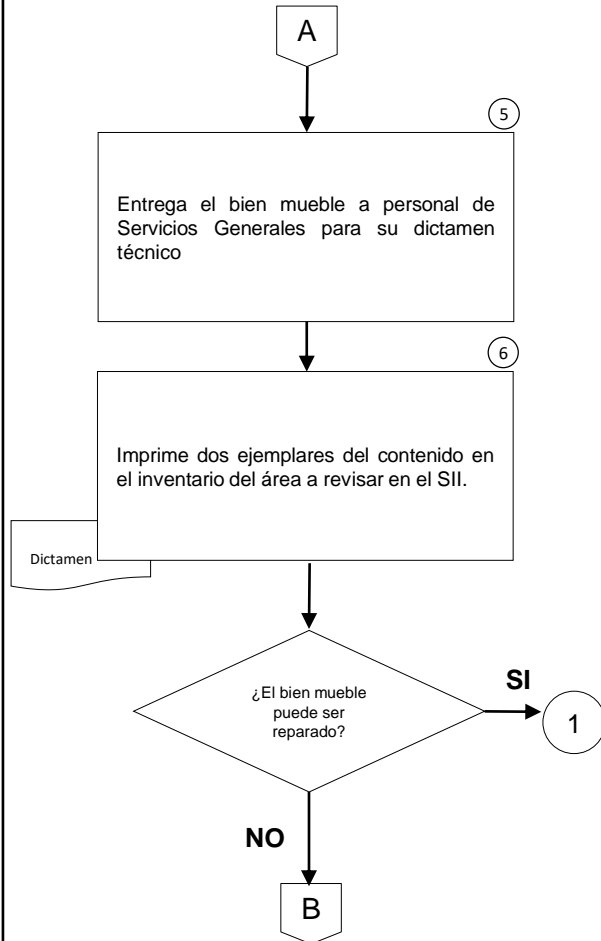 A
5
Entrega el bien mueble a personal de
Servicios Generales para su dictamen
técnico
6
Imprime dos ejemplares del contenido en
el inventario del área a revisar en el SII.
Dictamen
¿El bien mueble
puede ser
reparado?
SI
1
NO
B